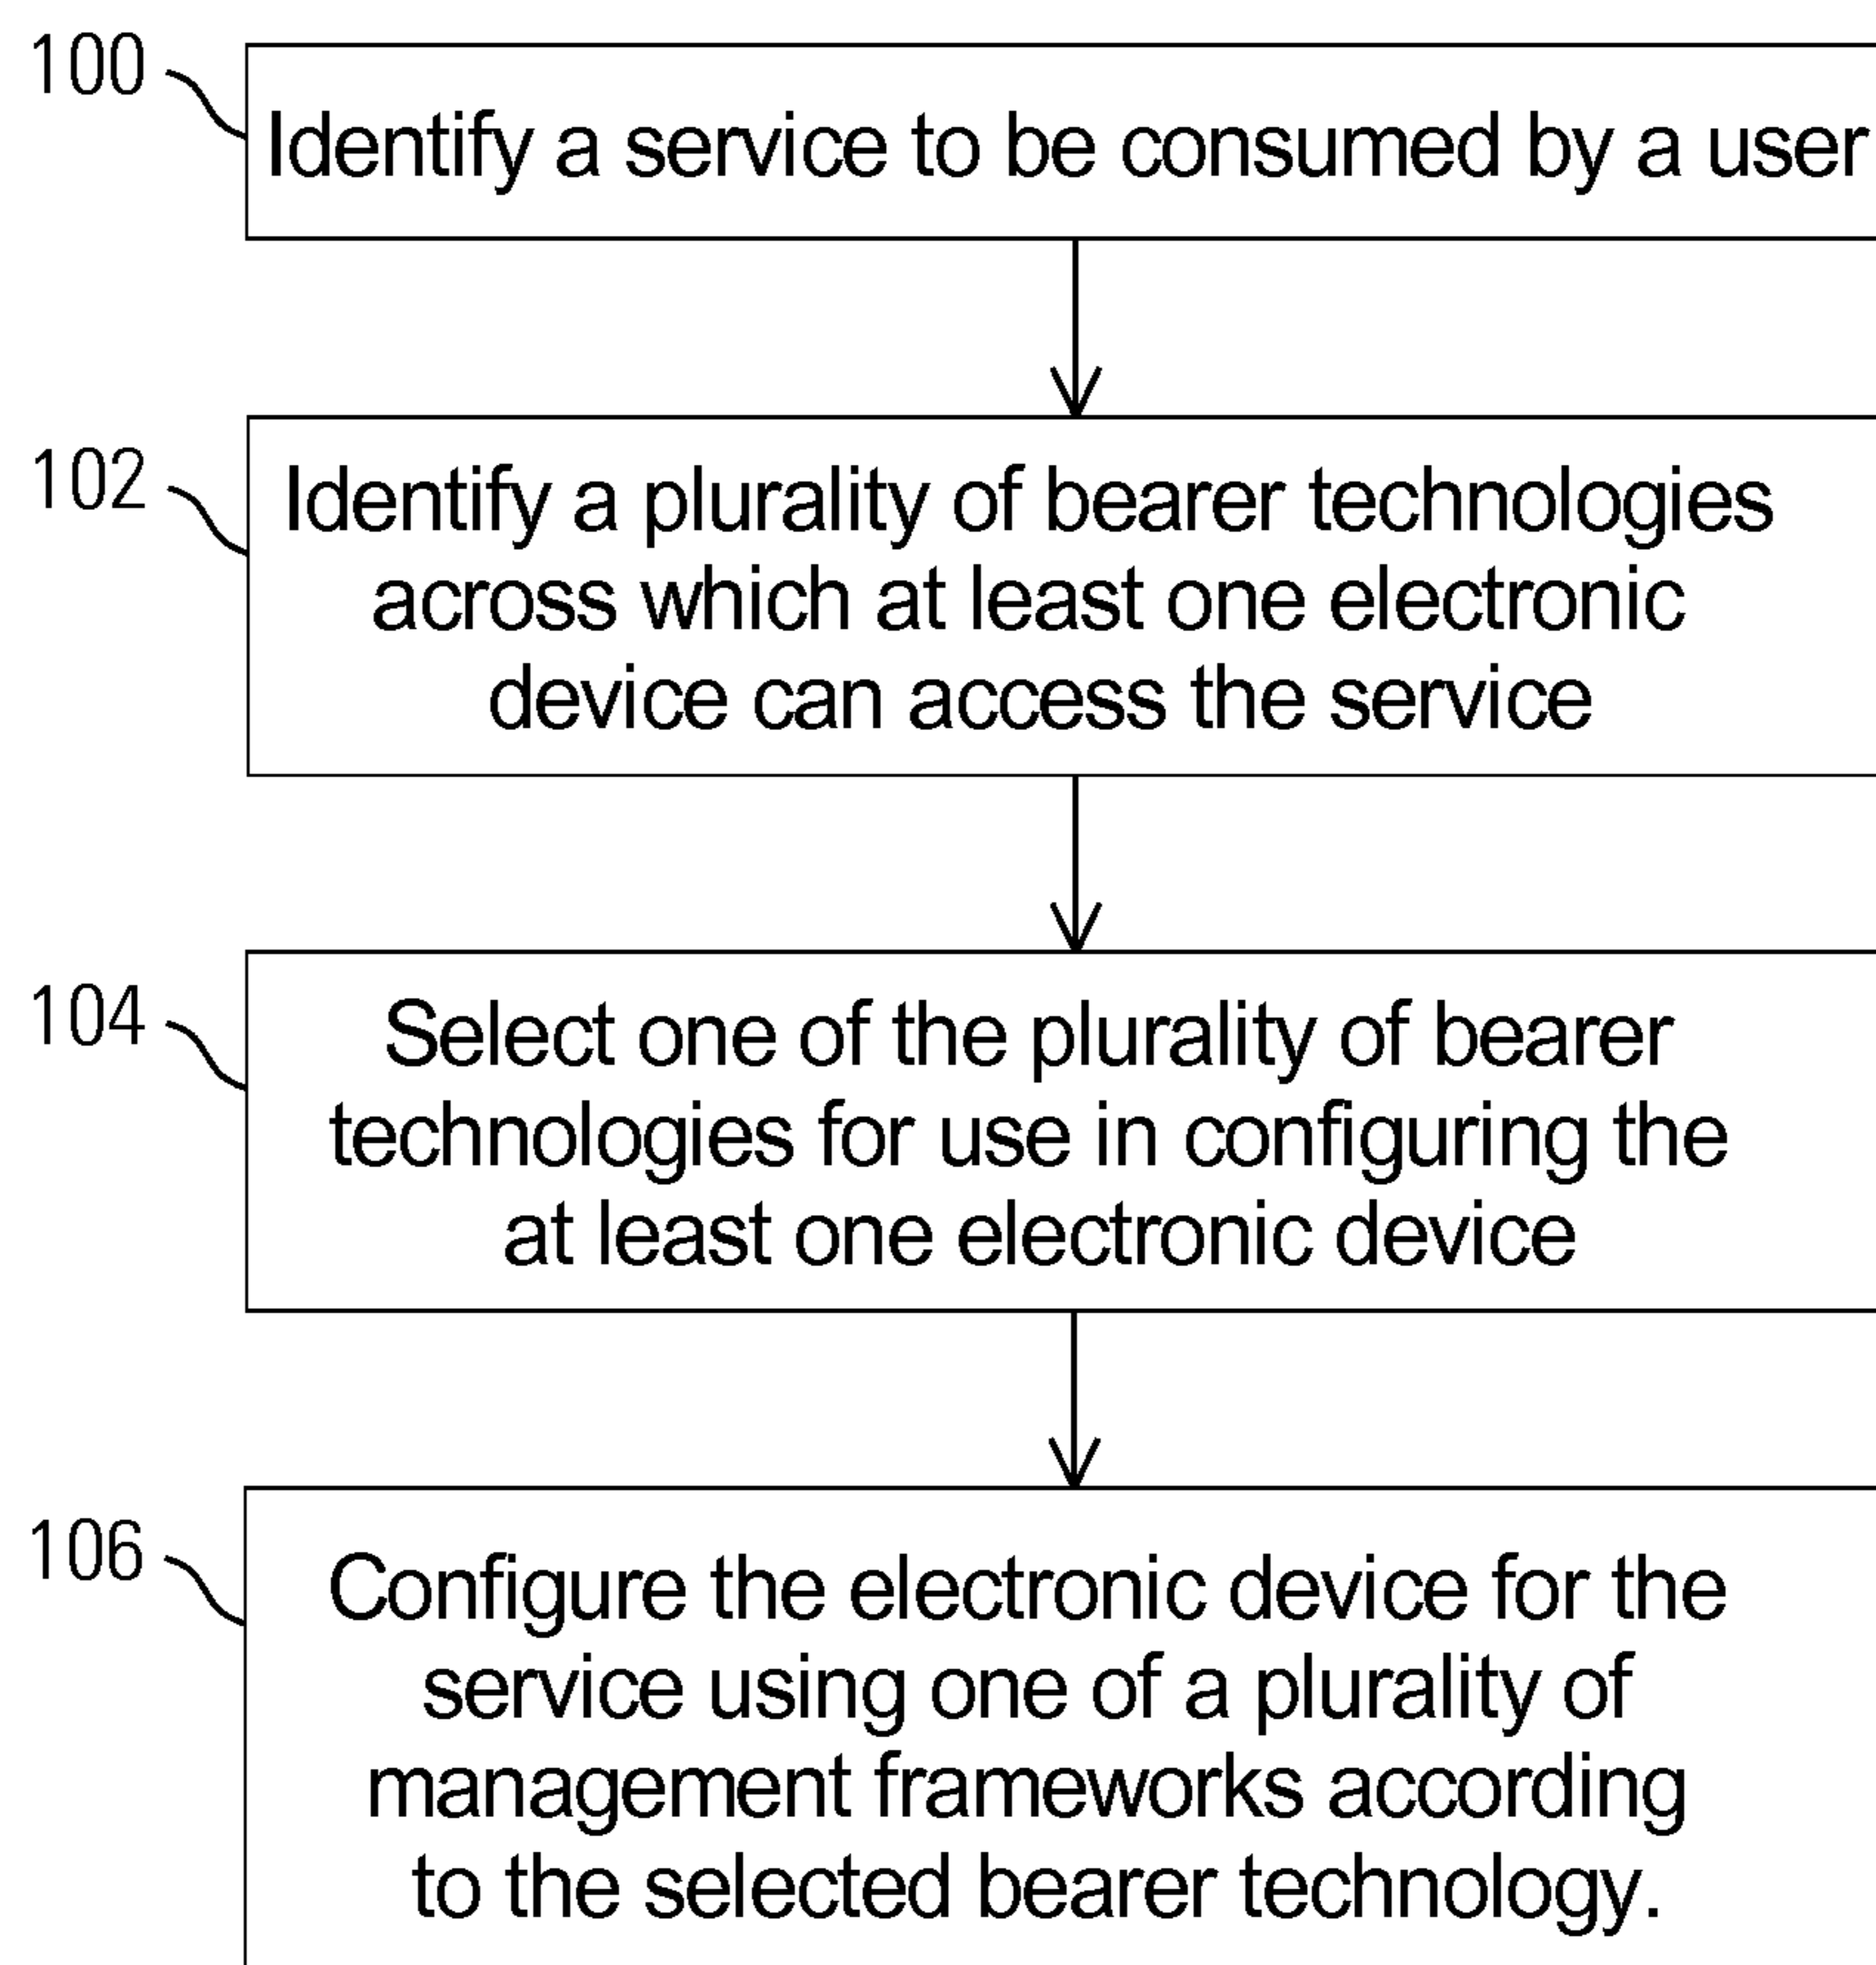 100
Identify a service to be consumed by a user
102
Identify a plurality of bearer technologies
across which at least one electronic
device can access the service
104
Select one of the plurality of bearer
technologies for use in configuring the
at least one electronic device
106
Configure the electronic device for the
service using one of a plurality of
management frameworks according
to the selected bearer technology.